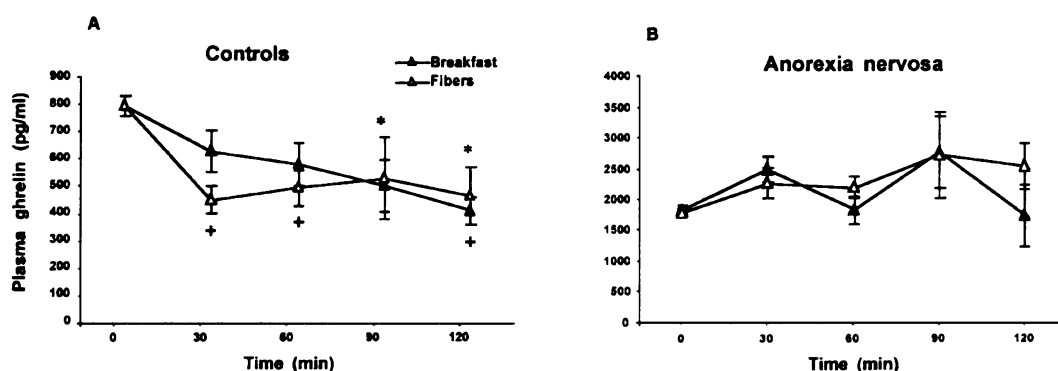 A
Controls
Breakfast
Fibers
Plasma ghrelin (pg/ml)
900
800
700
600
500
400
300
200
100
0
*
*
+
+
+
0 30 60 90 120
Time (min)
B
Anorexia nervosa
4000
3500
3000
2500
2000
1500
1000
500
0
0 30 60 90 120
Time (min)